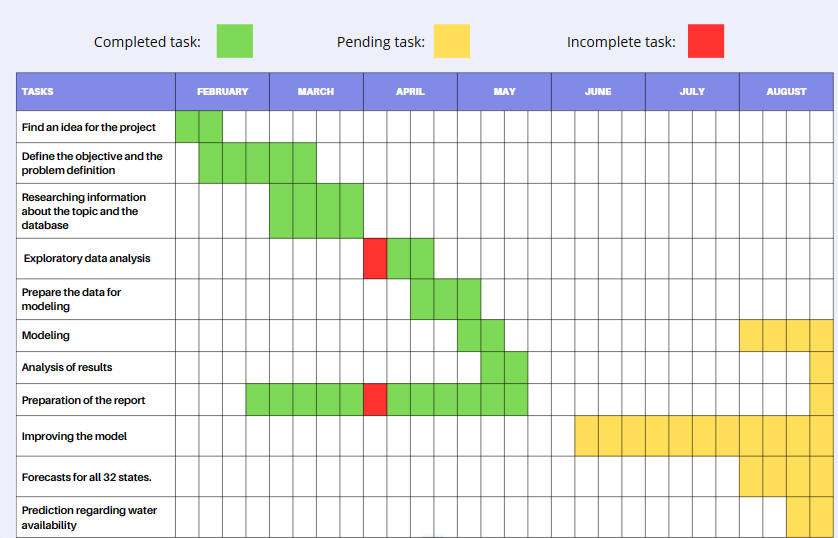 Completed task: Pending task: Incomplete task:
TASKS FEBRUARY MARCH APRIL MAY JUNE JULY AUGUST
Find an idea for the project
Define the objective and the
problem definition
Researching information
about the topic and the
database
Exploratory data analysis
Prepare the data for
modeling
Modeling
Analysis of results
Preparation of the report
Improving the model
Forecasts for all 32 states.
Prediction regarding water
availability